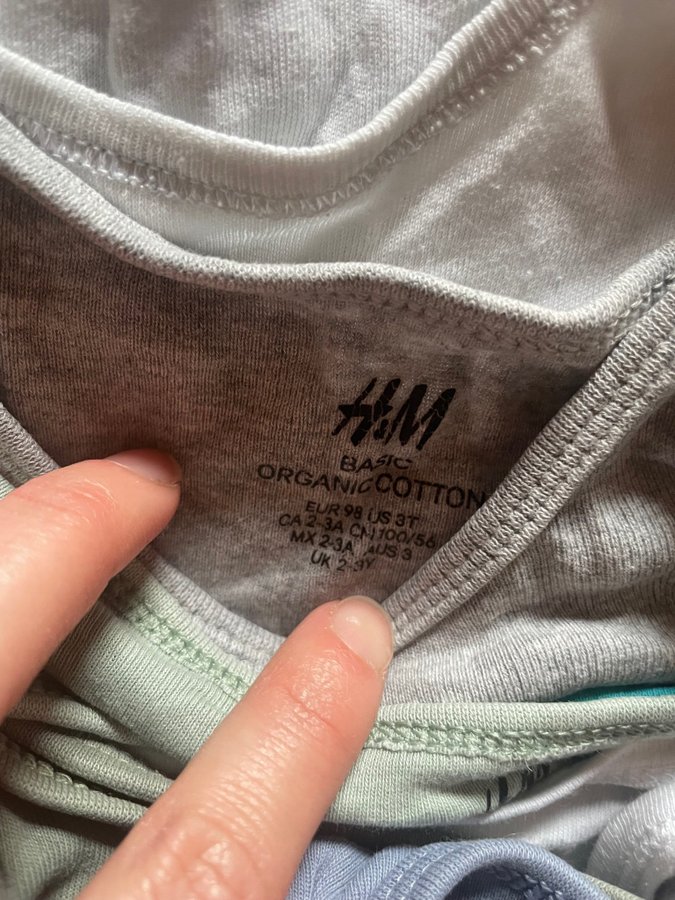 H&M
BASIC
ORGANIC COTTON
EUR 98 US 3T
CA 2-3A CN 100/56
MX 2-3A AUS 3
UK 2-3Y